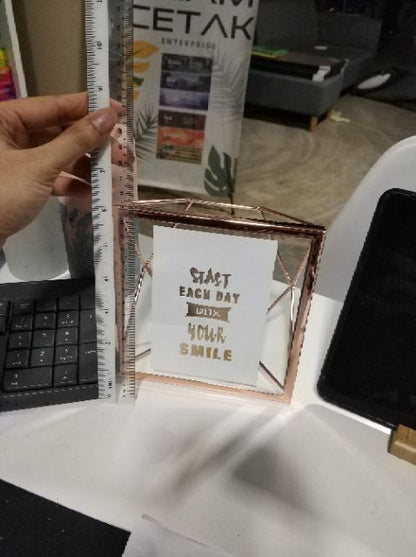 CETAK
ENTERPRISE
START
EACH DAY
WITH
YOUR
SMILE